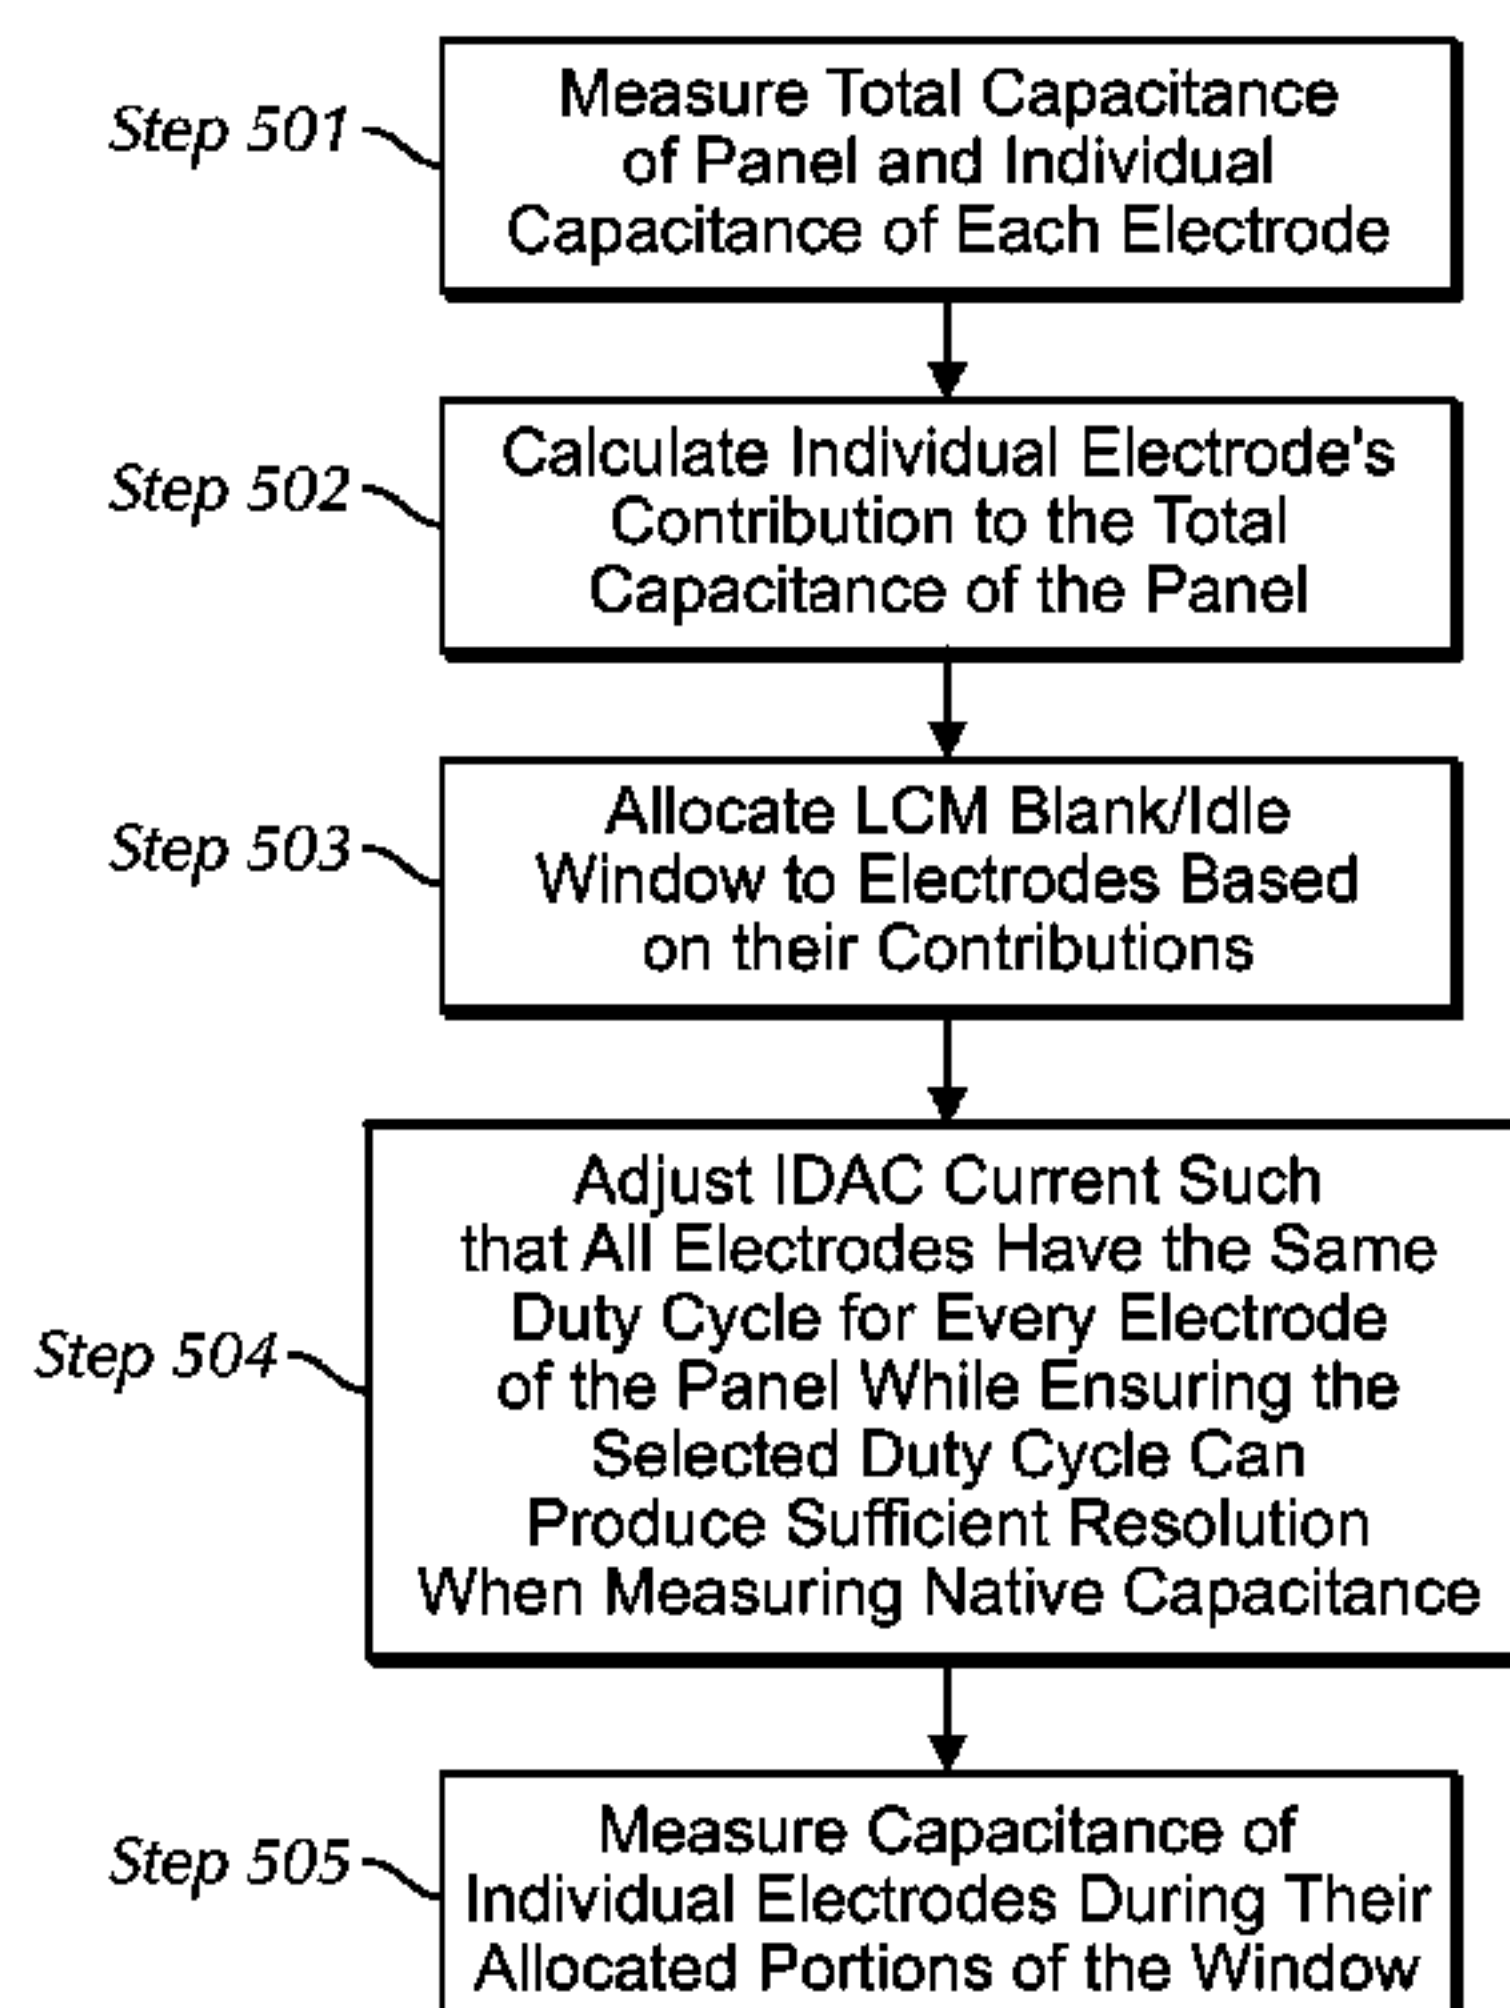 Step 501
Measure Total Capacitance
of Panel and Individual
Capacitance of Each Electrode
Step 502
Calculate Individual Electrode's
Contribution to the Total
Capacitance of the Panel
Step 503
Allocate LCM Blank/Idle
Window to Electrodes Based
on their Contributions
Step 504
Adjust IDAC Current Such
that All Electrodes Have the Same
Duty Cycle for Every Electrode
of the Panel While Ensuring the
Selected Duty Cycle Can
Produce Sufficient Resolution
When Measuring Native Capacitance
Step 505
Measure Capacitance of
Individual Electrodes During Their
Allocated Portions of the Window